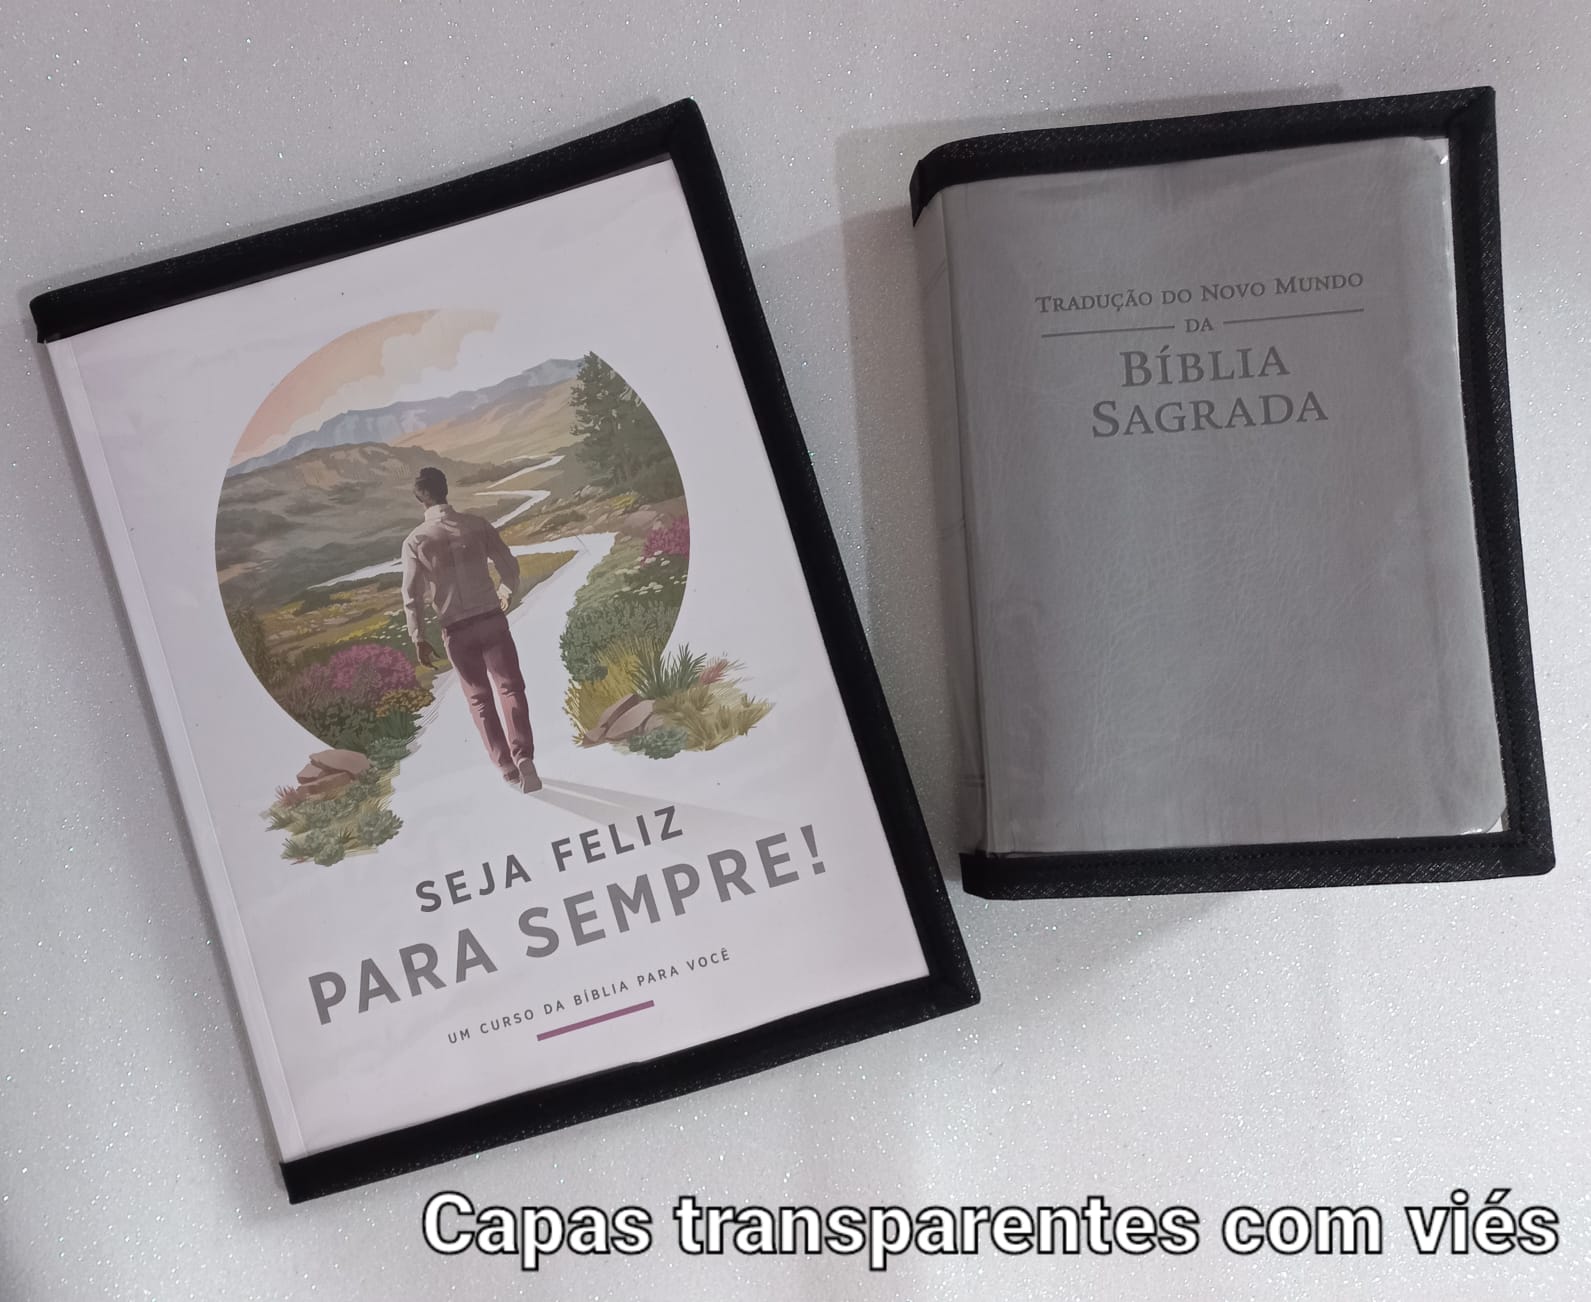 SEJA FELIZ
PARA SEMPRE!
UM CURSO DA BÍBLIA PARA VOCÊ
TRADUÇÃO DO NOVO MUNDO
DA
BÍBLIA
SAGRADA
Capas transparentes com viés